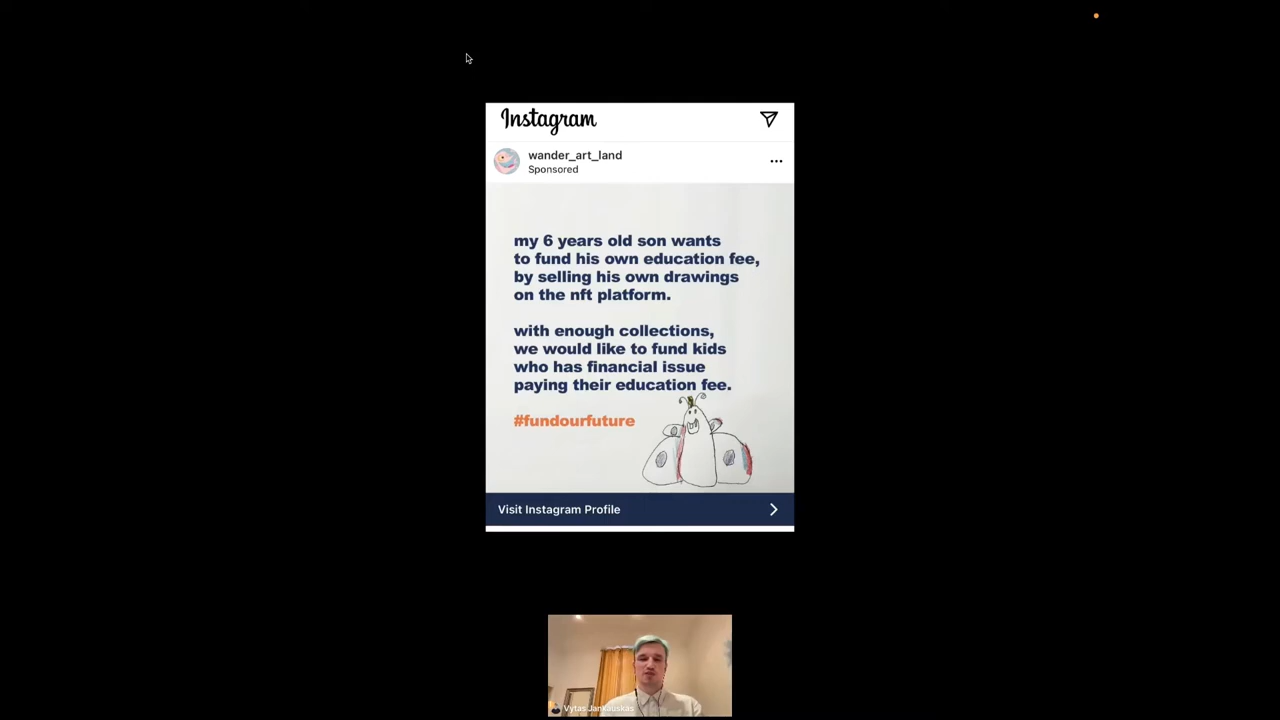 Instagram
wander_art_land
Sponsored
my 6 years old son wants
to fund his own education fee,
by selling his own drawings
on the nft platform.
with enough collections,
we would like to fund kids
who has financial issue
paying their education fee.
#fundourfuture
Visit Instagram Profile
Vytas Jankauskas